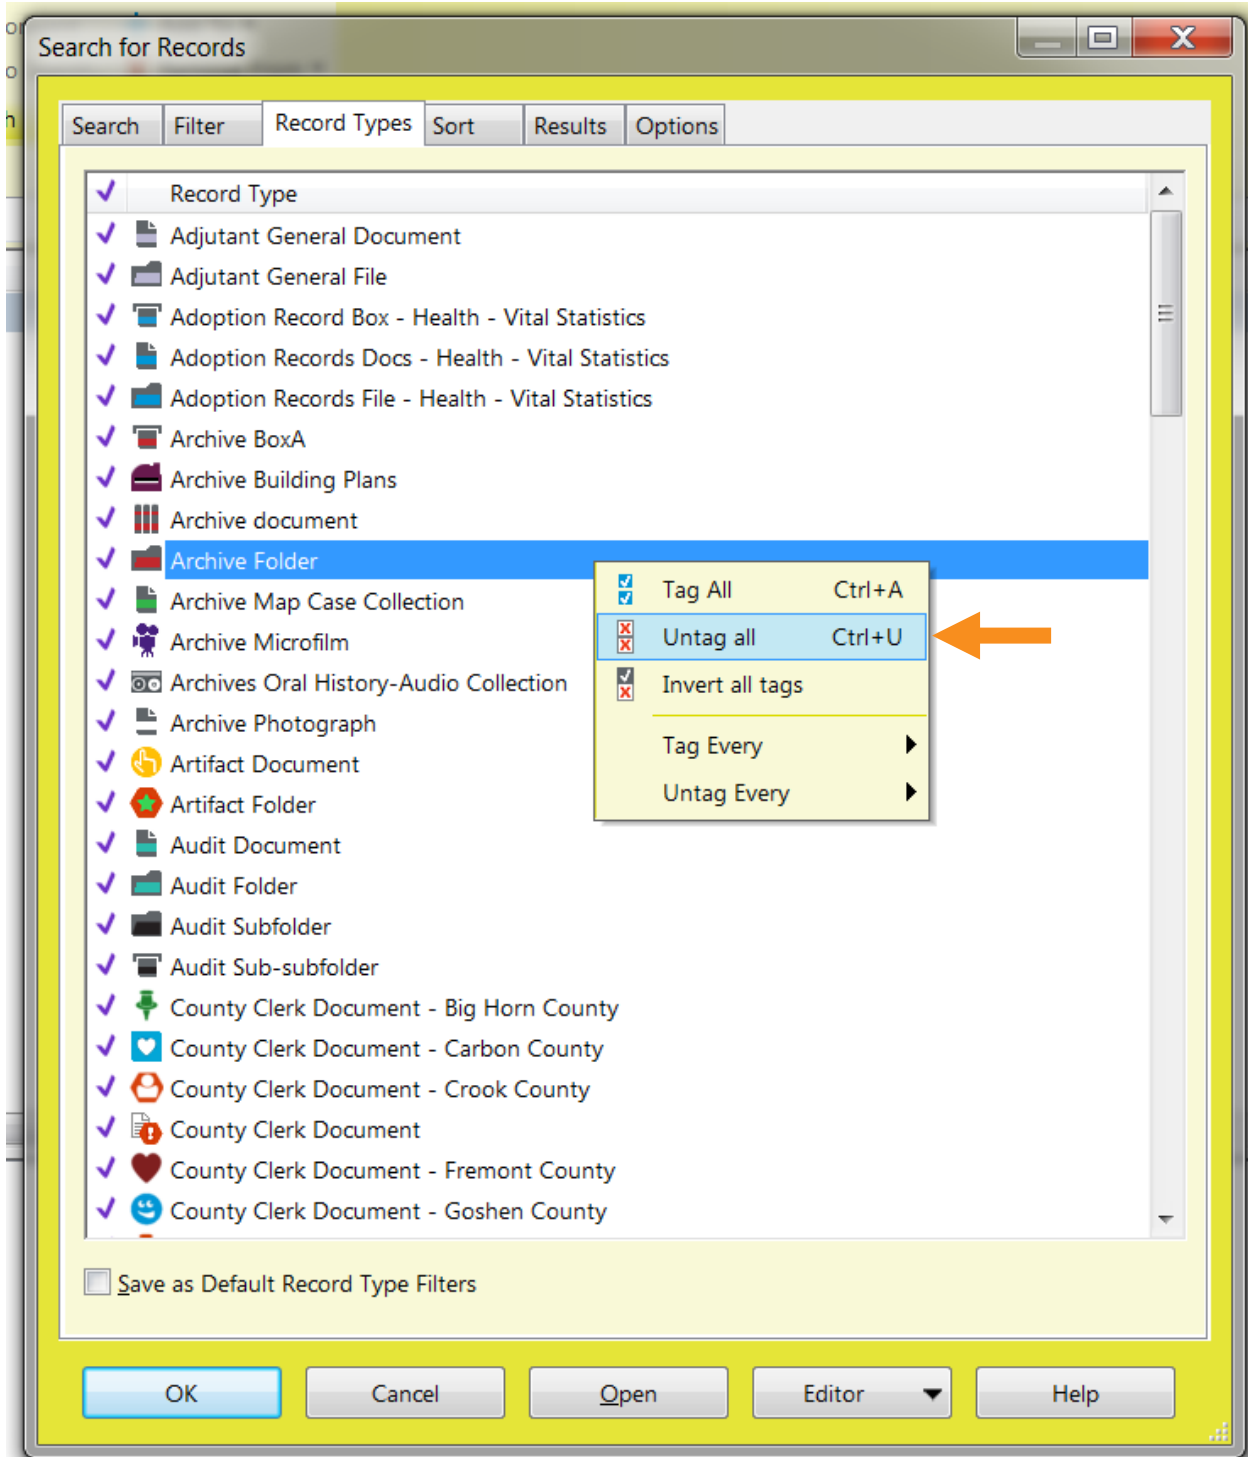 Search for Records
Search Filter Record Types Sort Results Options
Record Type
Adjutant General Document
Adjutant General File
Adoption Record Box - Health - Vital Statistics
Adoption Records Docs - Health - Vital Statistics
Adoption Records File - Health - Vital Statistics
Archive BoxA
Archive Building Plans
Archive document
Archive Folder
Tag All Ctrl+A
Untag all Ctrl+U
Invert all tags
Tag Every
Untag Every
Archive Map Case Collection
Archive Microfilm
Archives Oral History-Audio Collection
Archive Photograph
Artifact Document
Artifact Folder
Audit Document
Audit Folder
Audit Subfolder
Audit Sub-subfolder
County Clerk Document - Big Horn County
County Clerk Document - Carbon County
County Clerk Document - Crook County
County Clerk Document
County Clerk Document - Fremont County
County Clerk Document - Goshen County
Save as Default Record Type Filters
OK Cancel Open Editor Help